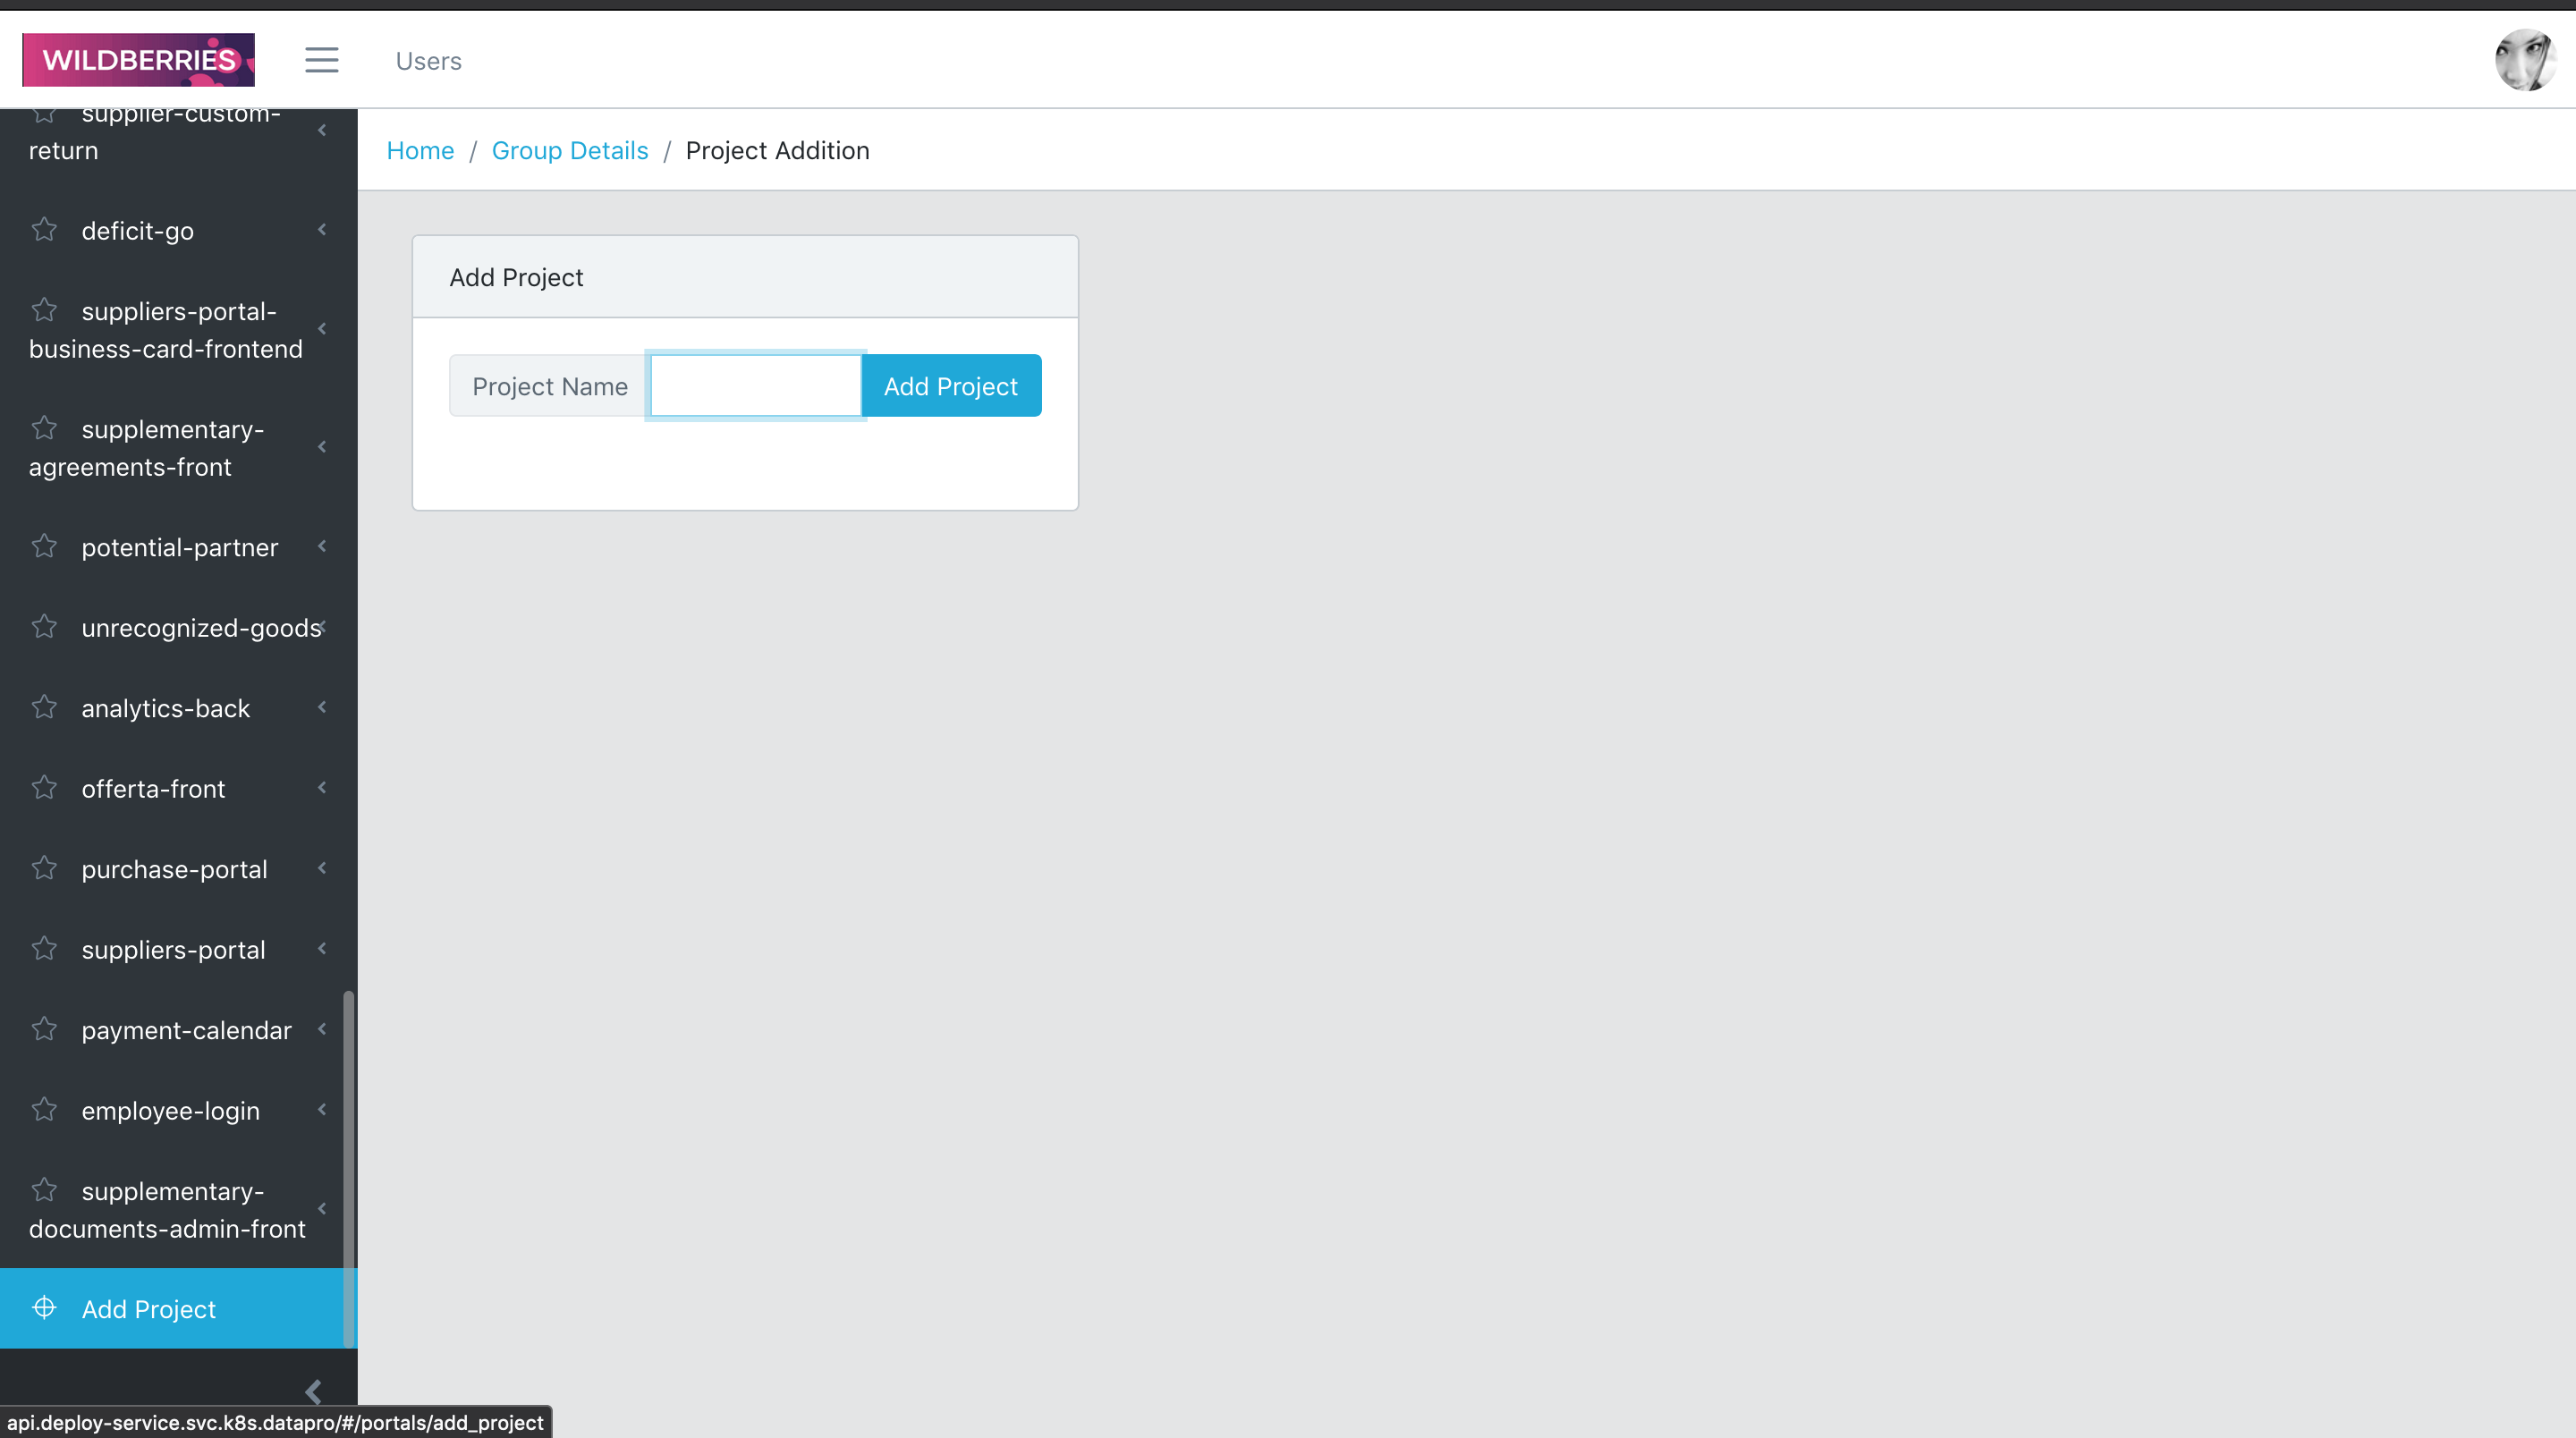 WILDBERRIES
Users
supplier-custom-
return
deficit-go
suppliers-portal-
business-card-frontend
supplementary-
agreements-front
potential-partner
unrecognized-goods
analytics-back
offerta-front
purchase-portal
suppliers-portal
payment-calendar
employee-login
supplementary-
documents-admin-front
Add Project
Home / Group Details / Project Addition
Add Project
Project Name
Add Project
api.deploy-service.svc.k8s.datapro/#/portals/add_project